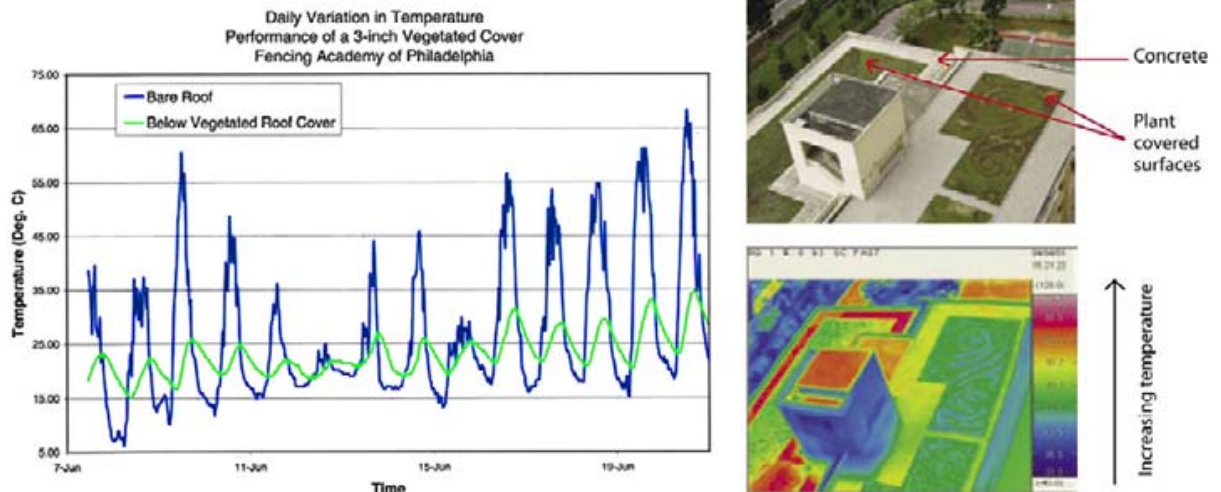 Daily Variation in Temperature
Performance of a 3-inch Vegetated Cover
Fencing Academy of Philadelphia
Temperature (Deg. C)
75.00
65.00
55.00
45.00
35.00
25.00
15.00
5.00
Bare Roof
Below Vegetated Roof Cover
7-Jun
11-Jun
15-Jun
19-Jun
Time
Concrete
Plant
covered
surfaces
FAST
Increasing temperature